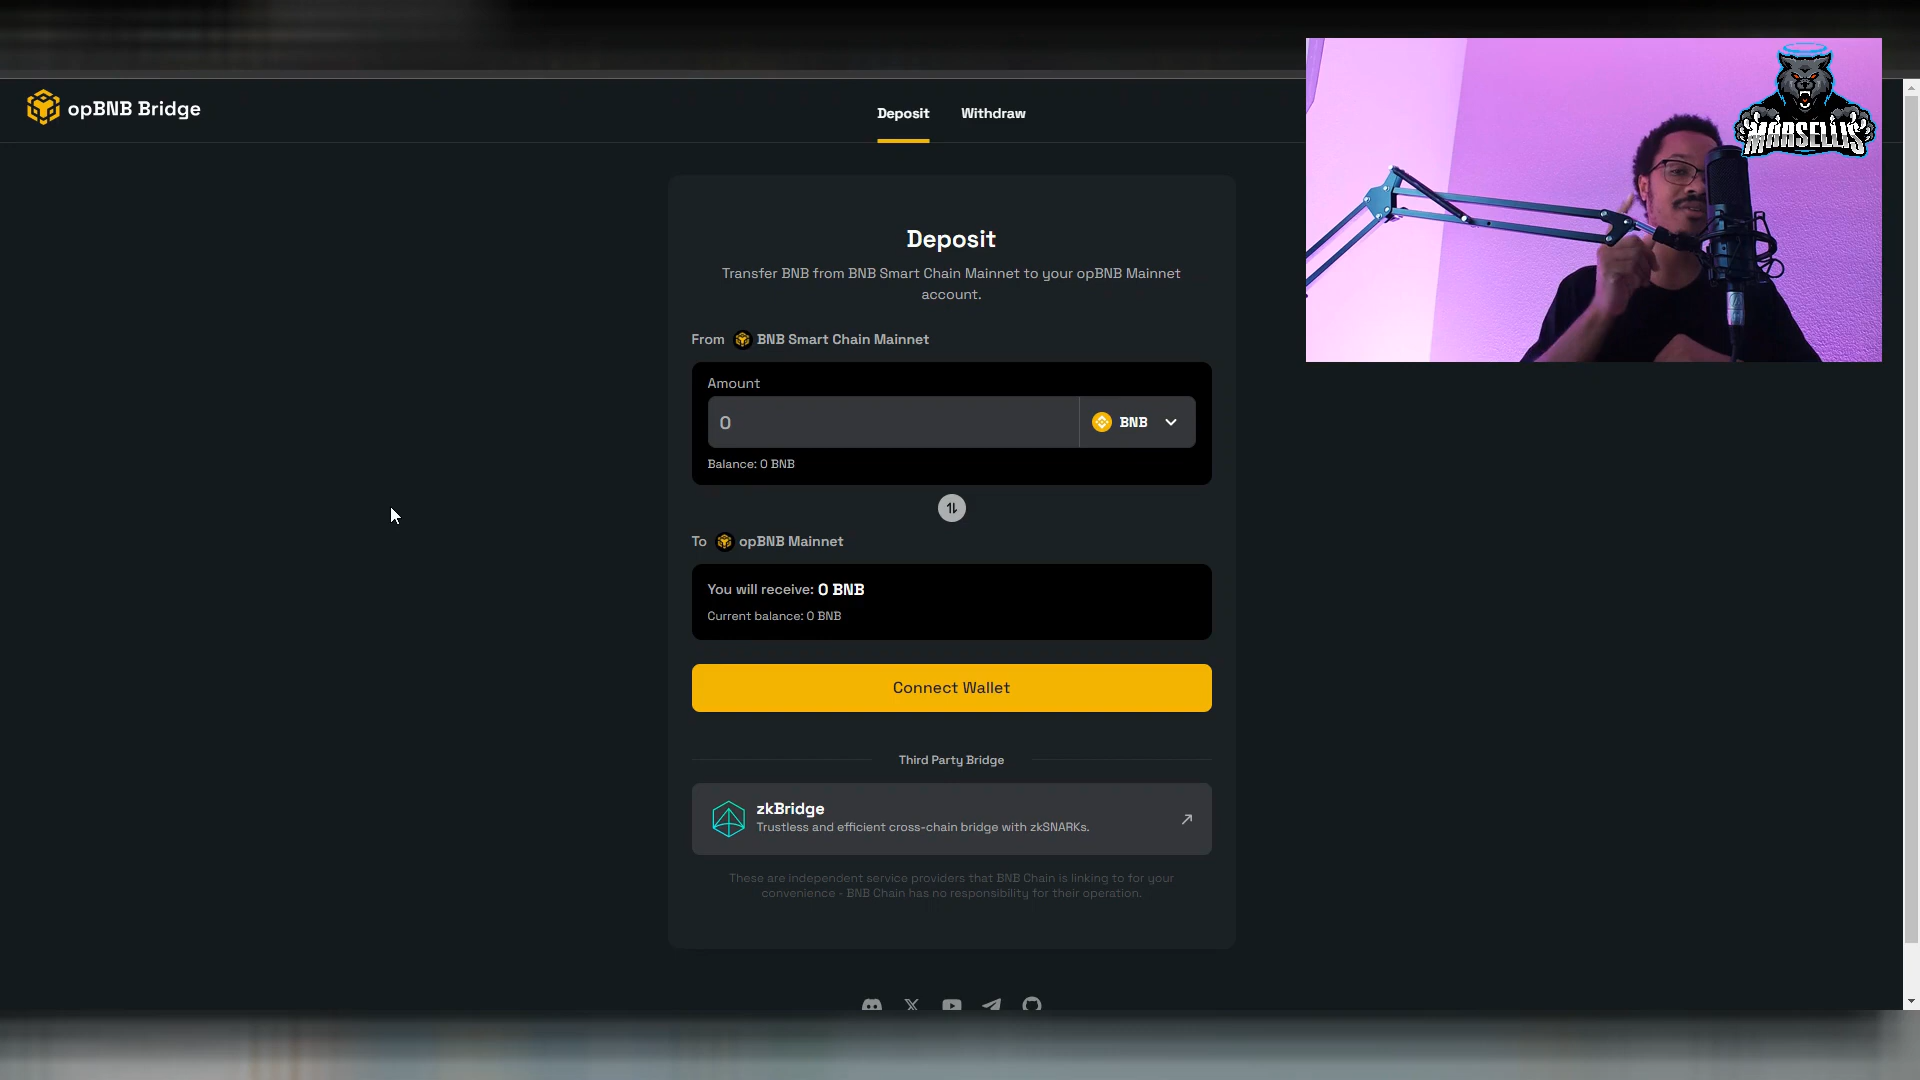 opBNB Bridge
Deposit
Withdraw
MARSELLIS
Deposit
Transfer BNB from BNB Smart Chain Mainnet to your opBNB Mainnet
account.
From BNB Smart Chain Mainnet
Amount
0
BNB
Balance: 0 BNB
To opBNB Mainnet
You will receive: 0 BNB
Current balance: 0 BNB
Connect Wallet
Third Party Bridge
zkBridge
Trustless and efficient cross-chain bridge with zkSNARKs.
These are independent service providers that BNB Chain is linking to for your
convenience - BNB Chain has no responsibility for their operation.